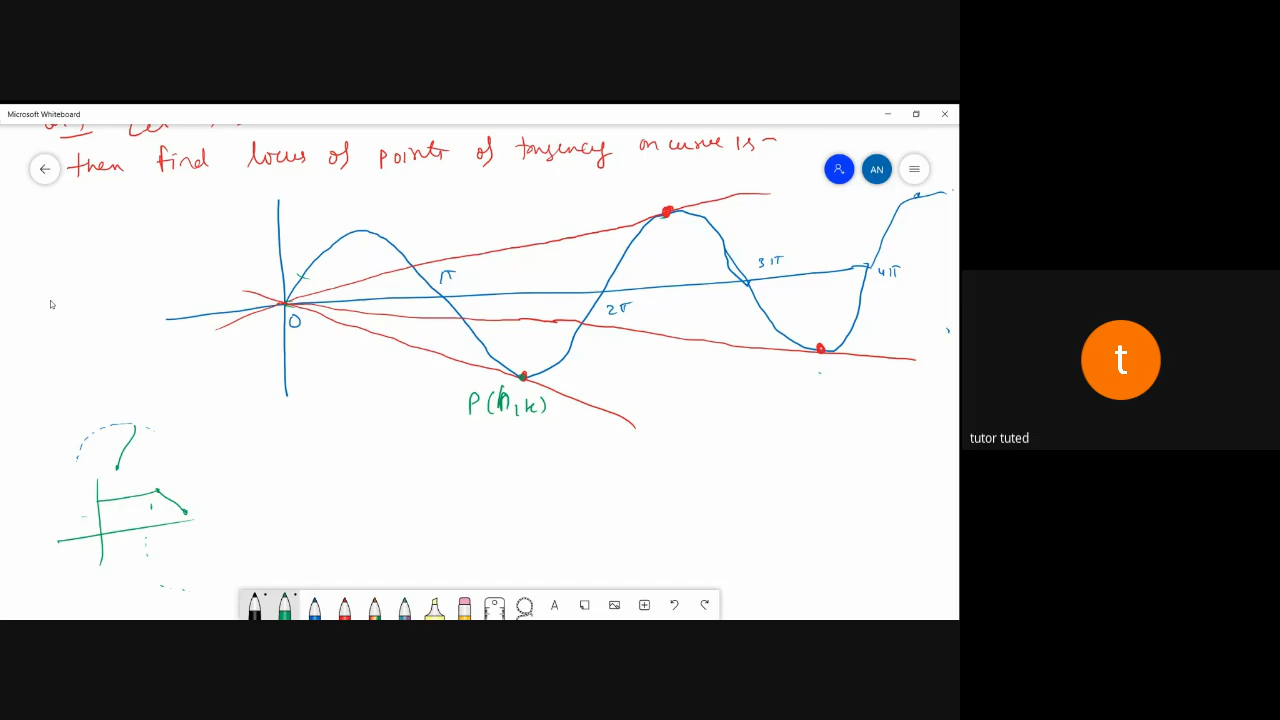 Microsoft Whiteboard
then find locus of points of tangency on curve is -
AN
3π
π
4π
2π
O
P(h,k)
t
tutor tuted
A